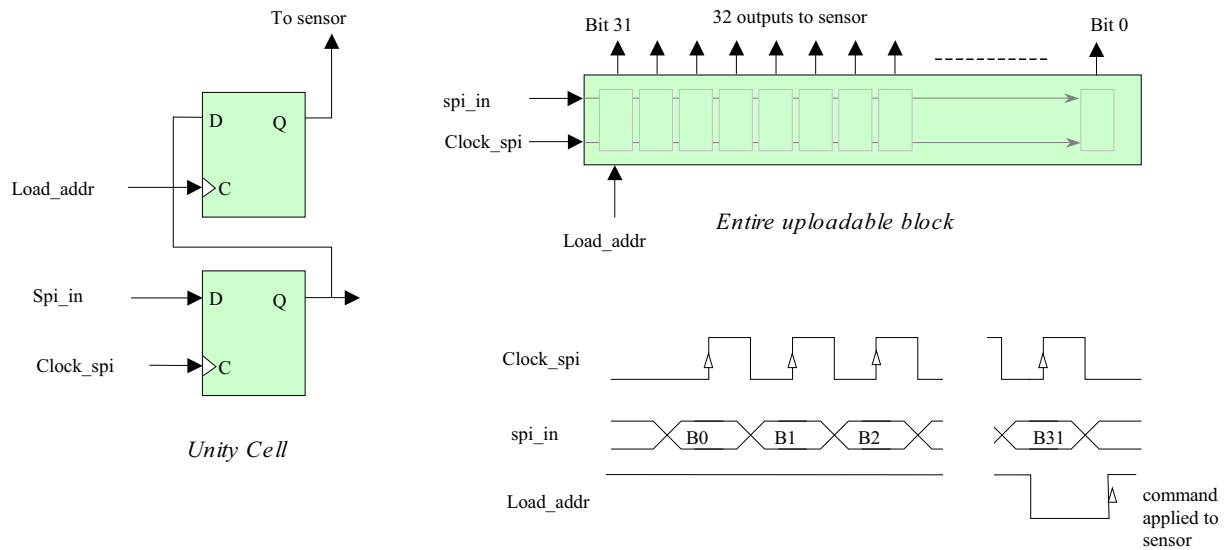 To sensor
D Q
Load_addr
C
Spi_in
D Q
Clock_spi
C
Unity Cell
Bit 31
32 outputs to sensor
Bit 0
spi_in
Clock_spi
Load_addr
Entire uploadable block
Clock_spi
spi_in
B0 B1 B2 B31
Load_addr
command
applied to
sensor